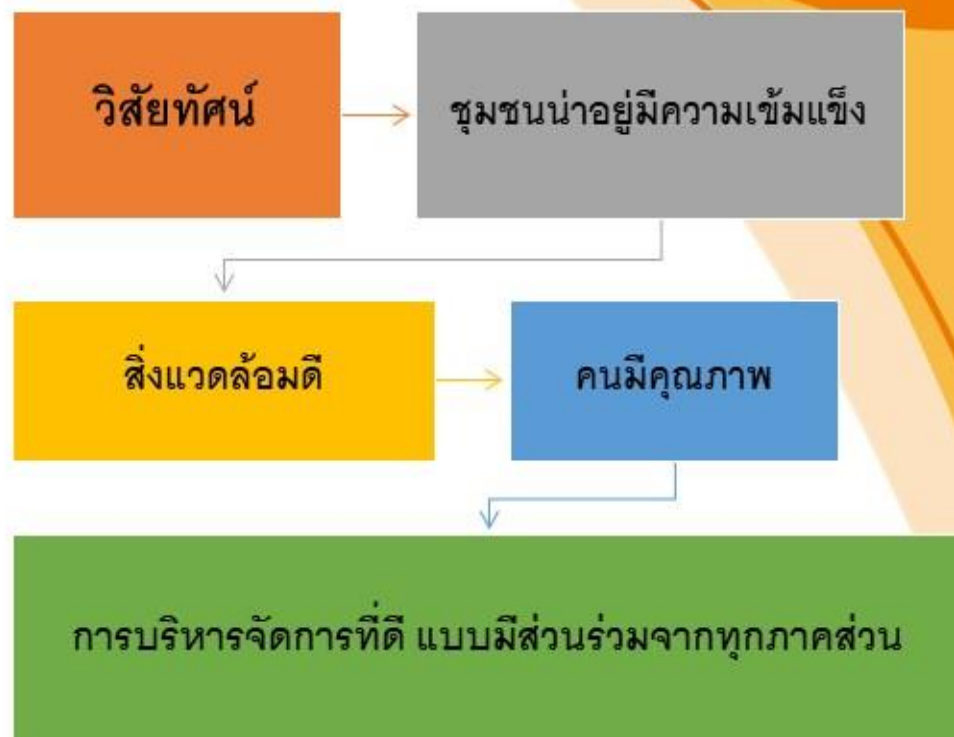 วิสัยทัศน์
ชุมชนน่าอยู่มีความเข้มแข็ง
สิ่งแวดล้อมดี
คนมีคุณภาพ
การบริหารจัดการที่ดี แบบมีส่วนร่วมจากทุกภาคส่วน